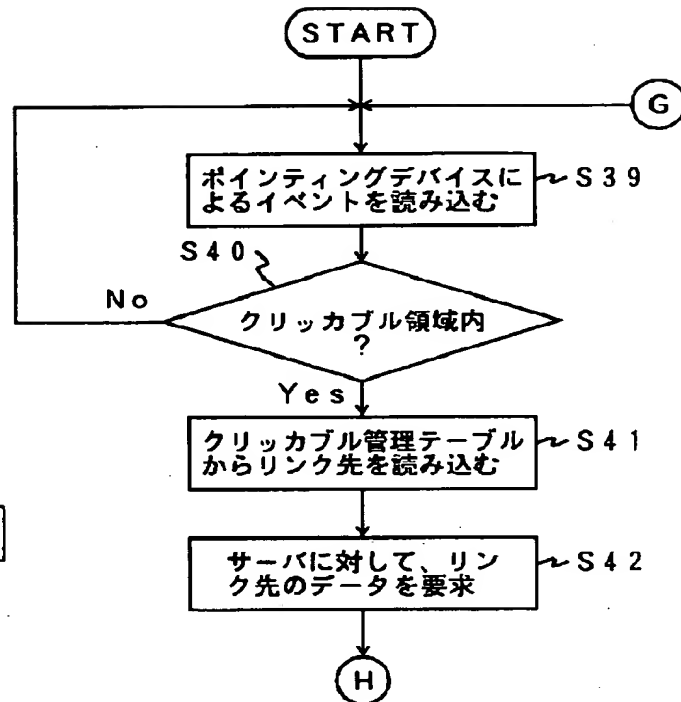 START
G
ポインティングデバイスに
よるイベントを読み込む
S39
S40
No
クリッカブル領域内
?
Yes
クリッカブル管理テーブル
からリンク先を読み込む
S41
サーバに対して、リン
ク先のデータを要求
S42
H